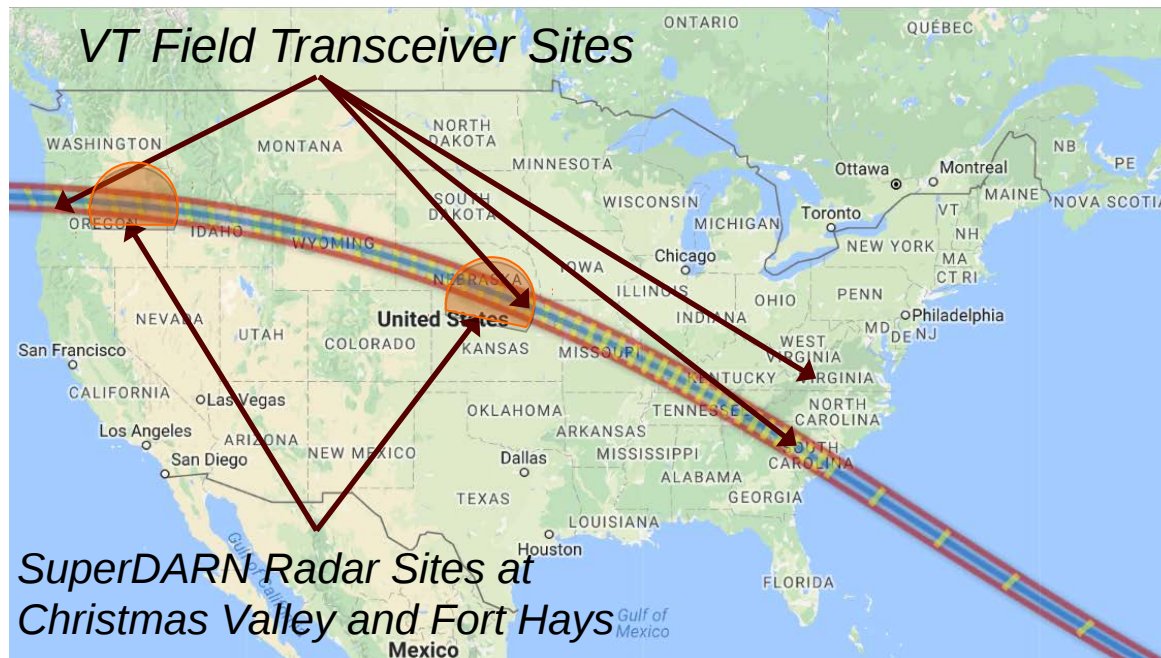 VT Field Transceiver Sites
ONTARIO
QUÉBEC
WASHINGTON
MONTANA
NORTH
DAKOTA
MINNESOTA
Ottawa
Montreal
NB
PE
MAINE
NOVA SCOTIA
SOUTH
DAKOTA
WISCONSIN
MICHIGAN
Toronto
VT
NH
NEW YORK
MA
CT RI
OREGON
IDAHO
WYOMING
Chicago
IOWA
NEBRASKA
ILLINOIS
INDIANA
OHIO
PENN
Philadelphia
MD
DE NJ
NEVADA
UTAH
COLORADO
United States
KANSAS
MISSOURI
WEST
VIRGINIA
KENTUCKY
VIRGINIA
San Francisco
CALIFORNIA
Las Vegas
OKLAHOMA
TENNESSEE
NORTH
CAROLINA
Los Angeles
ARIZONA
NEW MEXICO
ARKANSAS
MISSISSIPPI
SOUTH
CAROLINA
San Diego
Dallas
ALABAMA
GEORGIA
TEXAS
LOUISIANA
Houston
FLORIDA
Gulf of California
Gulf of
Mexico
SuperDARN Radar Sites at
Christmas Valley and Fort Hays
Mexico